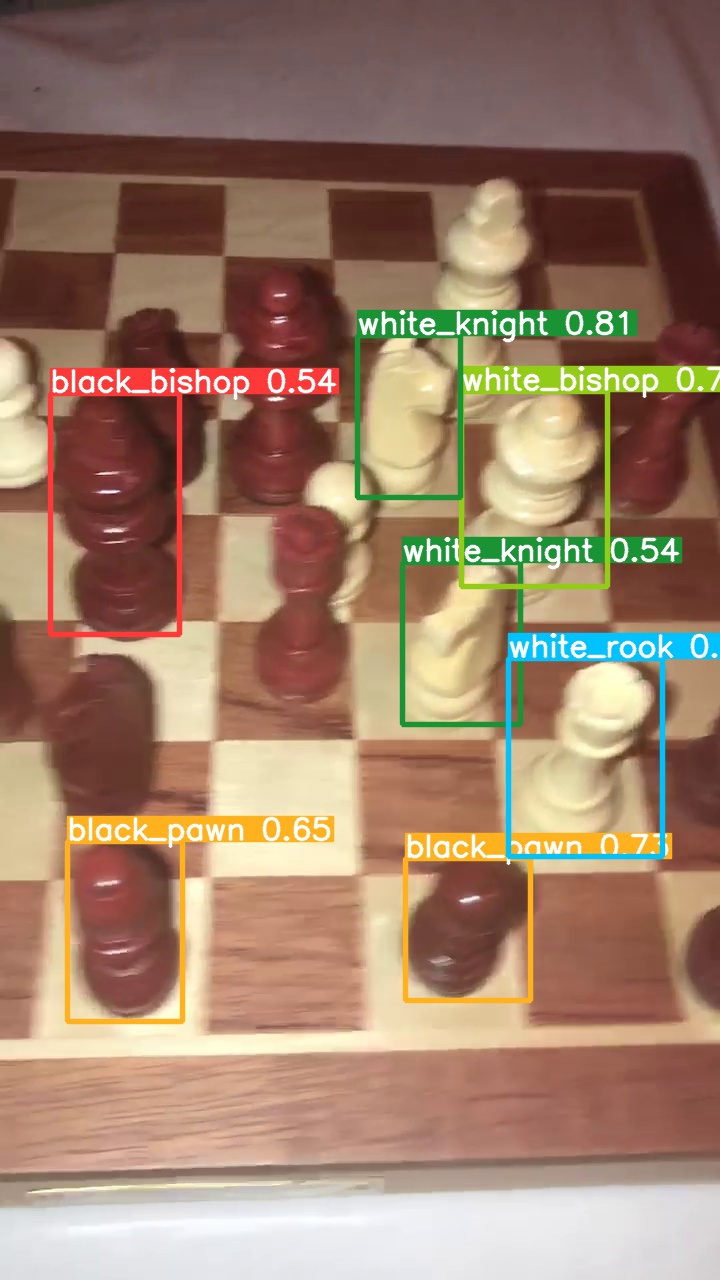 white_knight 0.81
black_bishop 0.54
white_bishop 0.7
white_knight 0.54
white_rook 0.
black_pawn 0.65
black_pawn 0.73